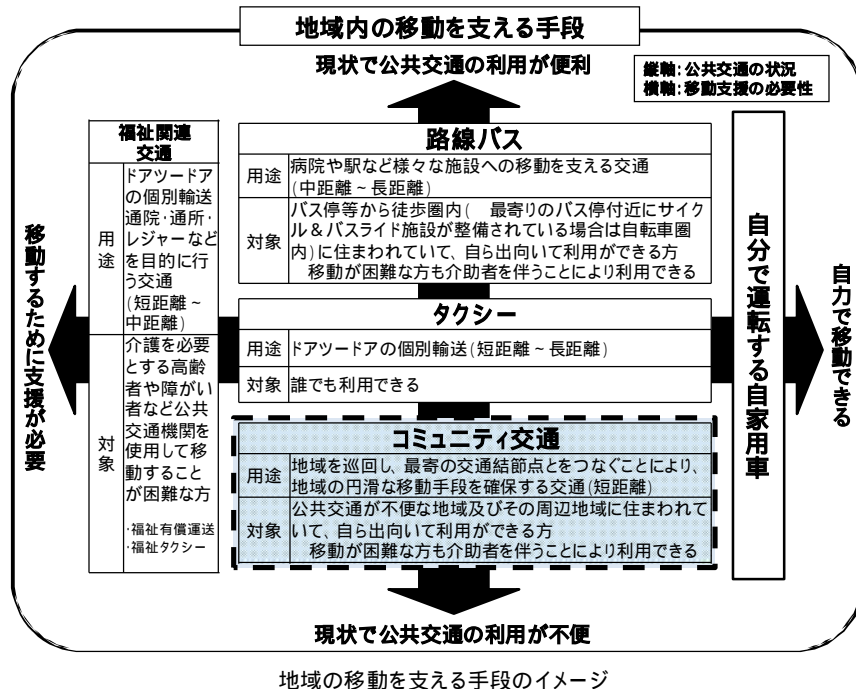 地域内の移動を支える手段
現状で公共交通の利用が便利
縦軸：公共交通の状況
横軸：移動支援の必要性
移動するために支援が必要
福祉関連
交通
用途
ドアツードア
の個別輸送
通院・通所・
レジャーなど
を目的に行
う交通
(短距離～
中距離)
対象
介護を必要
とする高齢
者や障がい
者など公共
交通機関を
使用して移
動すること
が困難な方
・福祉有償運送
・福祉タクシー
路線バス
用途
病院や駅など様々な施設への移動を支える交通
(中距離～長距離)
対象
バス停等から徒歩圏内( 最寄りのバス停付近にサイク
ル＆バスライド施設が整備されている場合は自転車圏
内)に住まわれていて、自ら出向いて利用ができる方
移動が困難な方も介助者を伴うことにより利用できる
タクシー
用途
ドアツードアの個別輸送(短距離～長距離)
対象
誰でも利用できる
コミュニティ交通
用途
地域を巡回し、最寄の交通結節点とをつなぐことにより、
地域の円滑な移動手段を確保する交通(短距離)
対象
公共交通が不便な地域及びその周辺地域に住まわれて
いて、自ら出向いて利用ができる方
移動が困難な方も介助者を伴うことにより利用できる
自分で運転する自家用車
自力で移動できる
現状で公共交通の利用が不便
地域の移動を支える手段のイメージ